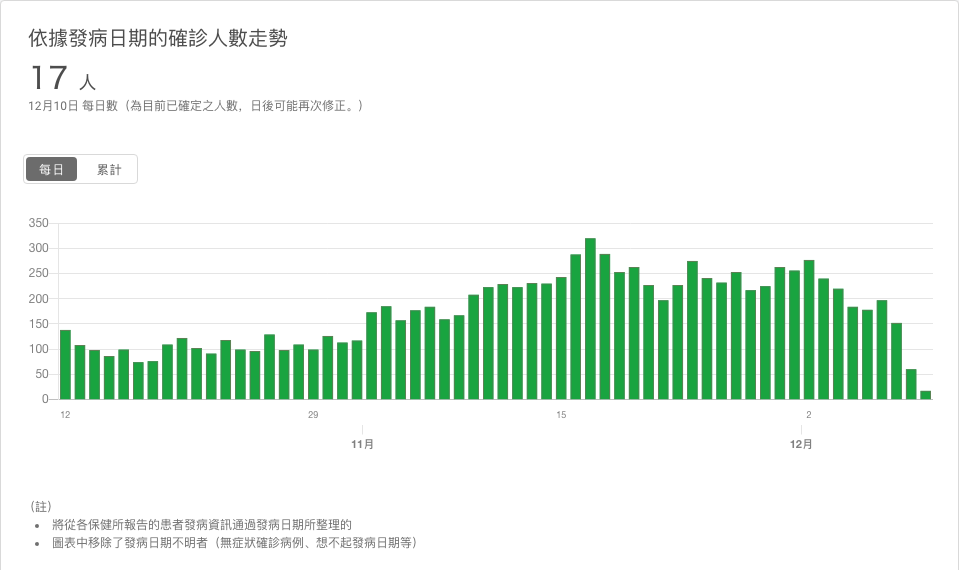 依據發病日期的確診人數走勢
17 人
12月10日 每日數（為目前已確定之人數，日後可能再次修正。）
每日 累計
350
300
250
200
150
100
50
0
12 29 15 2
11月 12月
（註）
• 將從各保健所報告的患者發病資訊通過發病日期所整理的
• 圖表中移除了發病日期不明者（無症狀確診病例、想不起發病日期等）